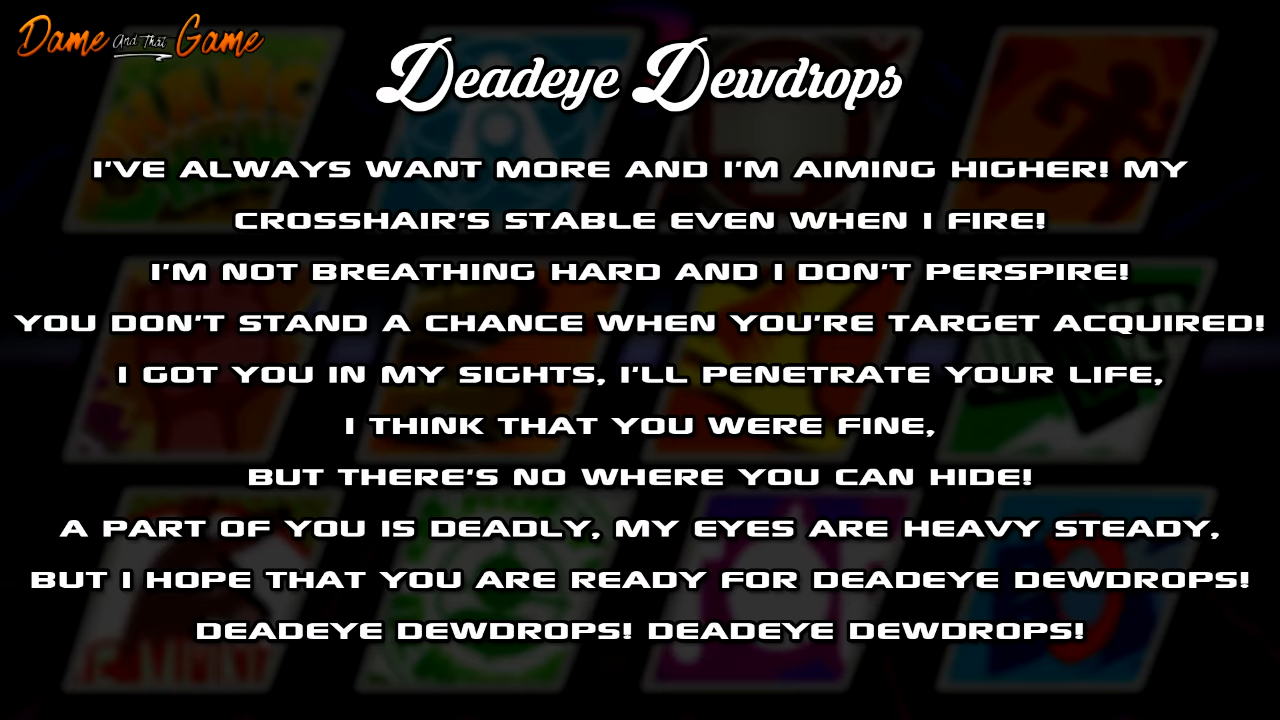 Dame And That Game
Deadeye Dewdrops
I'VE ALWAYS WANT MORE AND I'M AIMING HIGHER! MY
CROSSHAIR'S STABLE EVEN WHEN I FIRE!
I'M NOT BREATHING HARD AND I DON'T PERSPIRE!
YOU DON'T STAND A CHANCE WHEN YOU'RE TARGET ACQUIRED!
I GOT YOU IN MY SIGHTS, I'LL PENETRATE YOUR LIFE,
I THINK THAT YOU WERE FINE,
BUT THERE'S NO WHERE YOU CAN HIDE!
A PART OF YOU IS DEADLY, MY EYES ARE HEAVY STEADY,
BUT I HOPE THAT YOU ARE READY FOR DEADEYE DEWDROPS!
DEADEYE DEWDROPS! DEADEYE DEWDROPS!